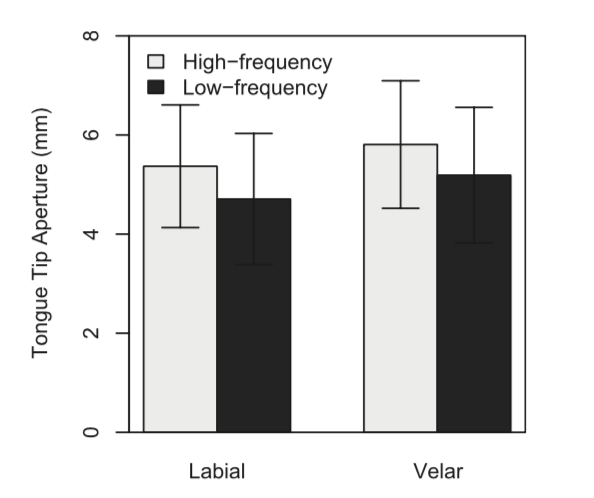 8
High−frequency
Low−frequency
6
4
2
0
Tongue Tip Aperture (mm)
Labial
Velar